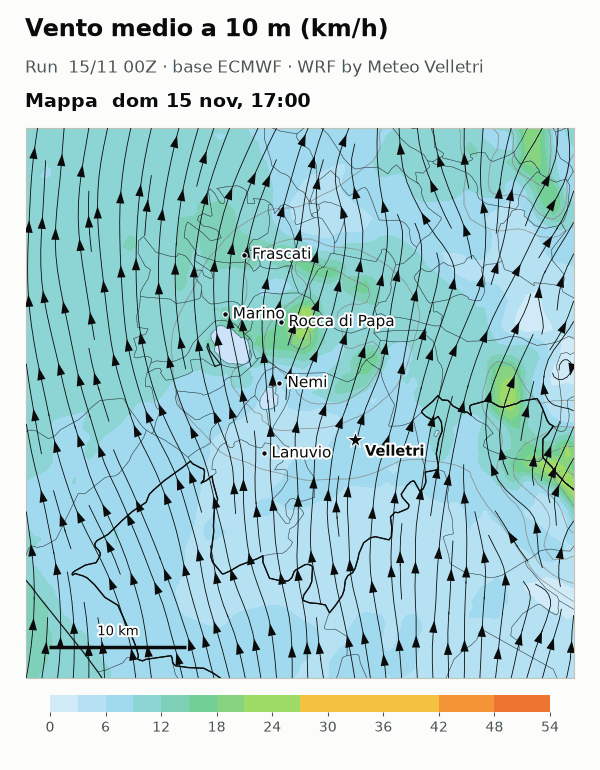 Vento medio a 10 m (km/h)
Run 15/11 00Z · base ECMWF · WRF by Meteo Velletri
Mappa dom 15 nov, 17:00
Frascati
Marino
Rocca di Papa
Nemi
Velletri
Lanuvio
10 km
0 6 12 18 24 30 36 42 48 54